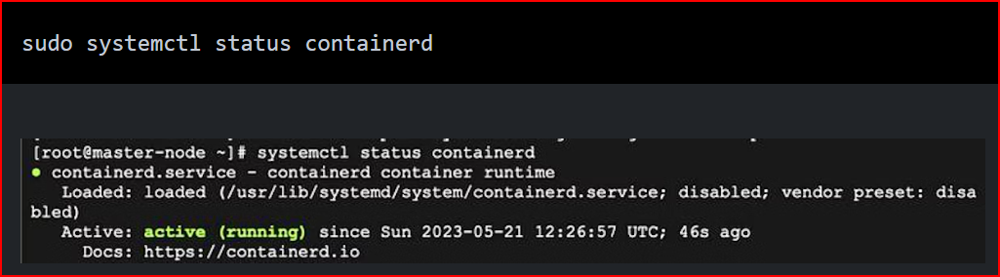 sudo systemctl status containerd
[root@master-node ~]# systemctl status containerd
● containerd.service - containerd container runtime
Loaded: loaded (/usr/lib/systemd/system/containerd.service; disabled; vendor preset: disa
bled)
Active: active (running) since Sun 2023-05-21 12:26:57 UTC; 46s ago
Docs: https://containerd.io